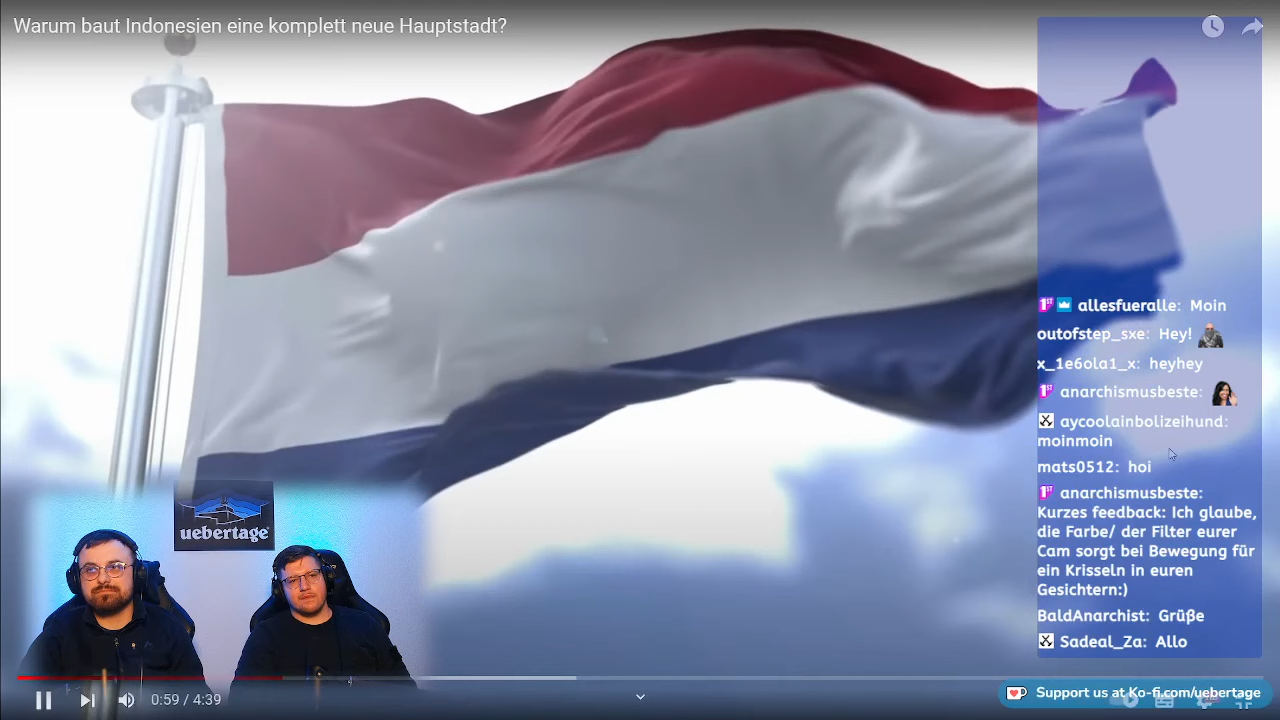 Warum baut Indonesien eine komplett neue Hauptstadt?
allesfueralle: Moin
outofstep_sxe: Hey!
x_1e6ola1_x: heyhey
anarchismusbeste:
aycoolainbolizeihund:
moinmoin
mats0512: hoi
anarchismusbeste:
Kurzes feedback: Ich glaube,
die Farbe/ der Filter eurer
Cam sorgt bei Bewegung für
ein Krisseln in euren
Gesichtern:)
BaldAnarchist: Grüße
Sadeal_Za: Allo
uebertage
0:59 / 4:39
Support us at Ko-fi.com/uebertage